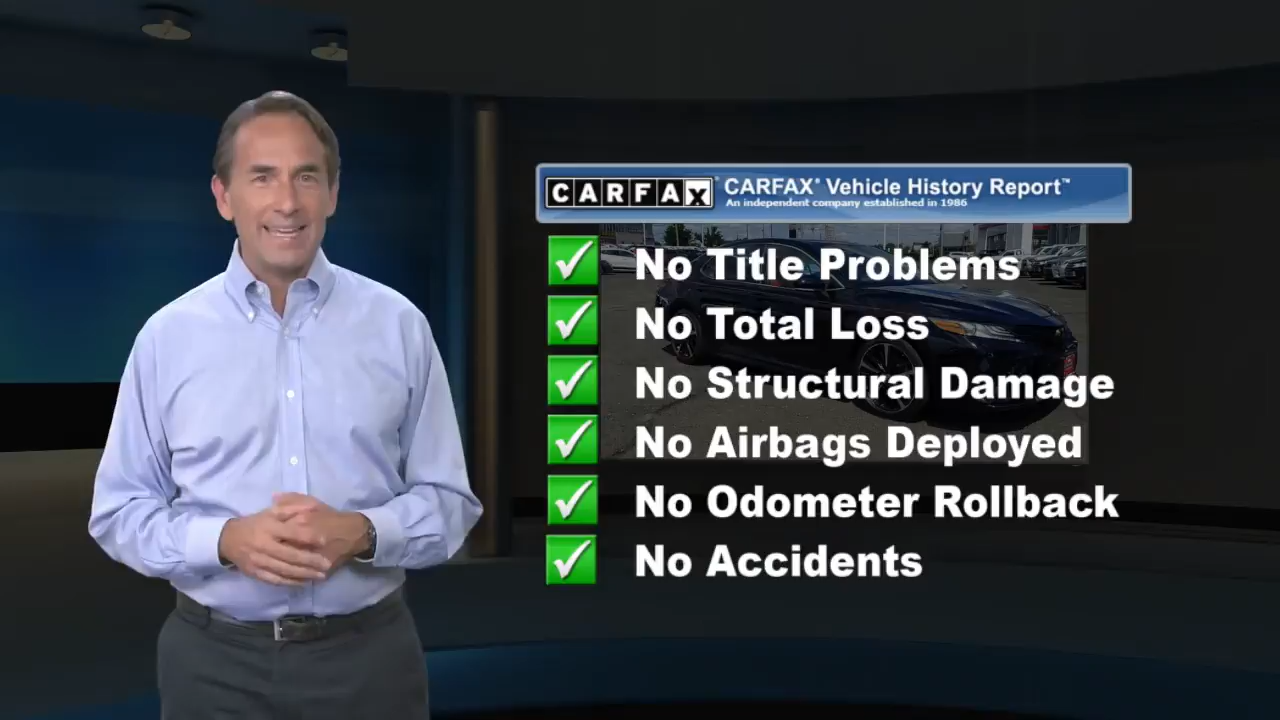 CARFAX® CARFAX® Vehicle History Report™
An independent company established in 1986
No Title Problems
No Total Loss
No Structural Damage
No Airbags Deployed
No Odometer Rollback
No Accidents